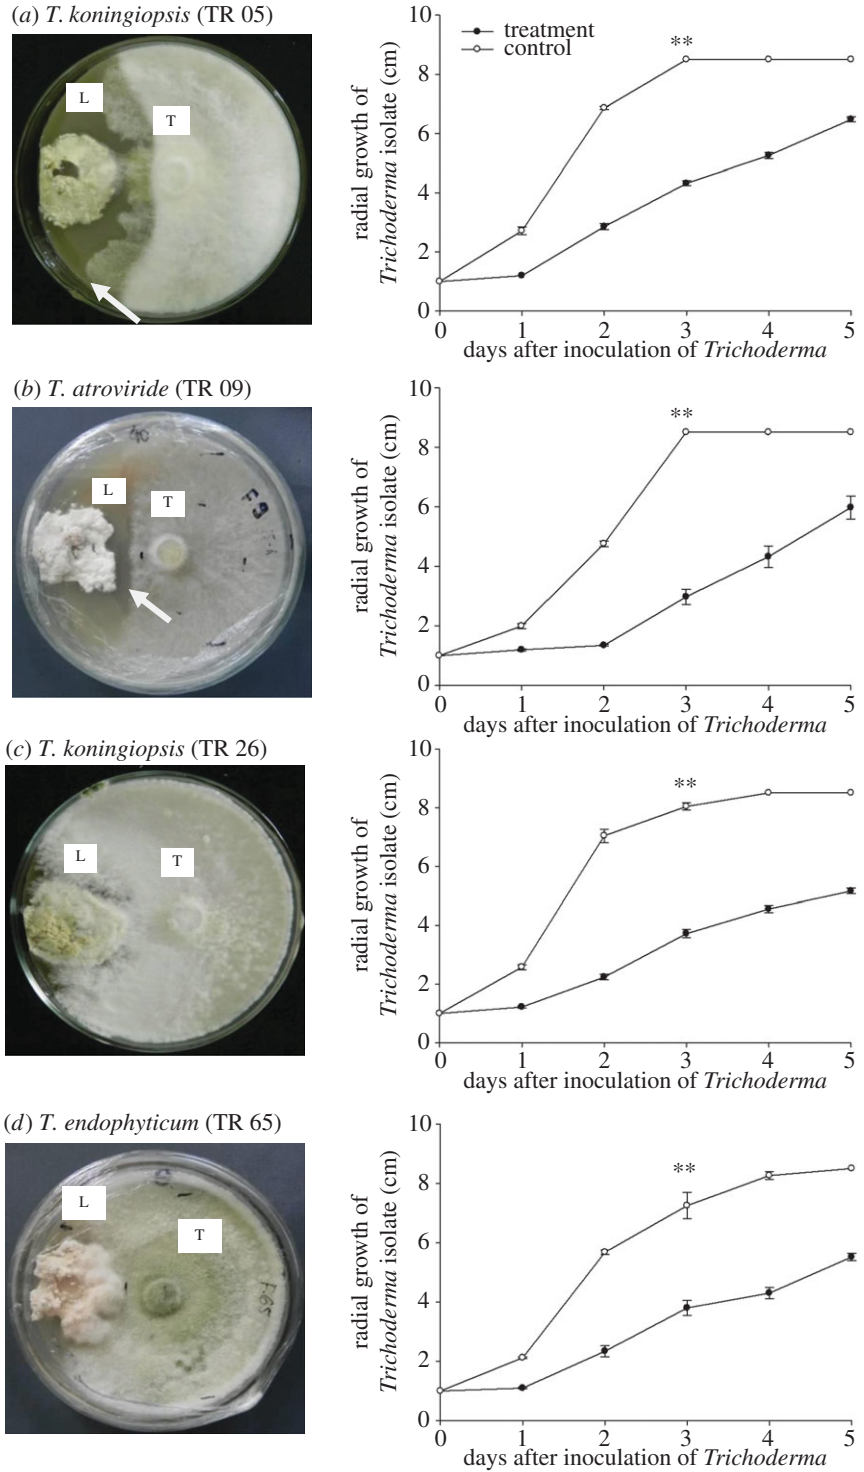 (a) T. koningiopsis (TR 05)
L
T
10
8
6
4
2
0
radial growth of
Trichoderma isolate (cm)
treatment
control
**
0 1 2 3 4 5
days after inoculation of Trichoderma
(b) T. atroviride (TR 09)
L
T
F9
10
8
6
4
2
0
radial growth of
Trichoderma isolate (cm)
**
0 1 2 3 4 5
days after inoculation of Trichoderma
(c) T. koningiopsis (TR 26)
L
T
10
8
6
4
2
0
radial growth of
Trichoderma isolate (cm)
**
0 1 2 3 4 5
days after inoculation of Trichoderma
(d) T. endophyticum (TR 65)
L
T
F65
10
8
6
4
2
0
radial growth of
Trichoderma isolate (cm)
**
0 1 2 3 4 5
days after inoculation of Trichoderma